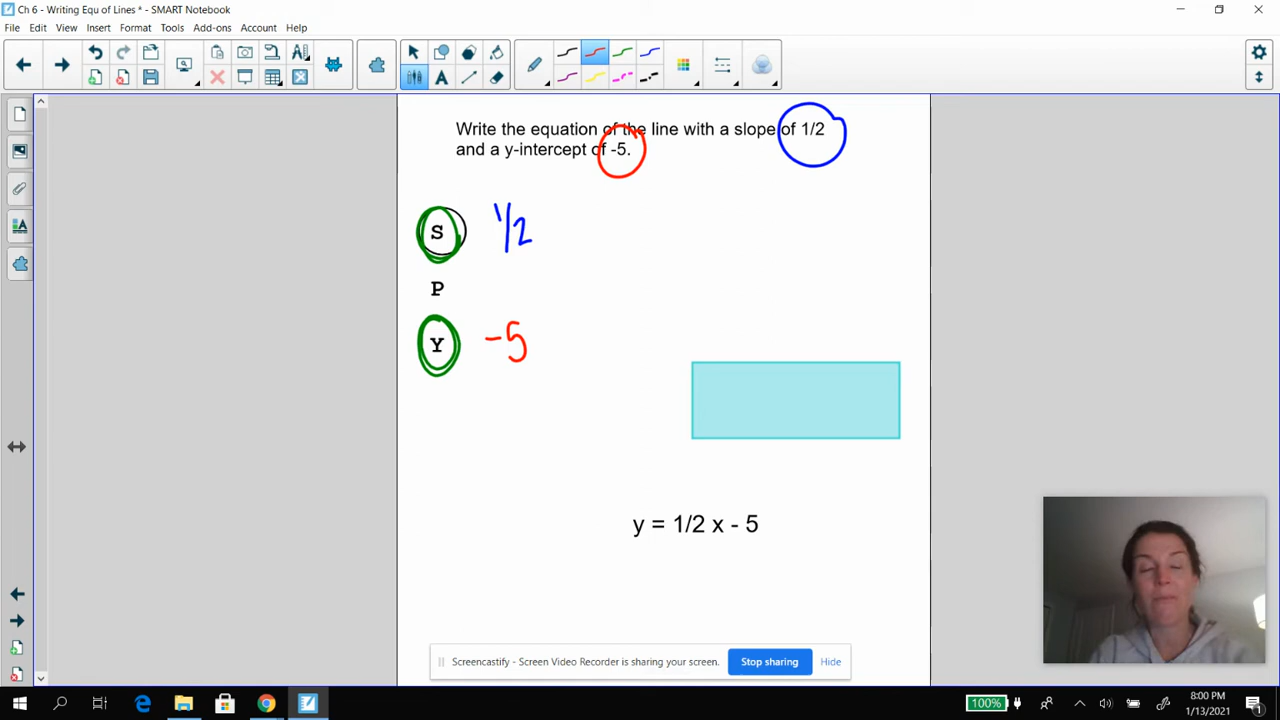 Ch 6 - Writing Equ of Lines * - SMART Notebook
File Edit View Insert Format Tools Add-ons Account Help
Write the equation of the line with a slope of 1/2
and a y-intercept of -5.
S 1/2
P
Y -5
y = 1/2 x - 5
Screencastify - Screen Video Recorder is sharing your screen. Stop sharing Hide
100%
8:00 PM
1/13/2021
1